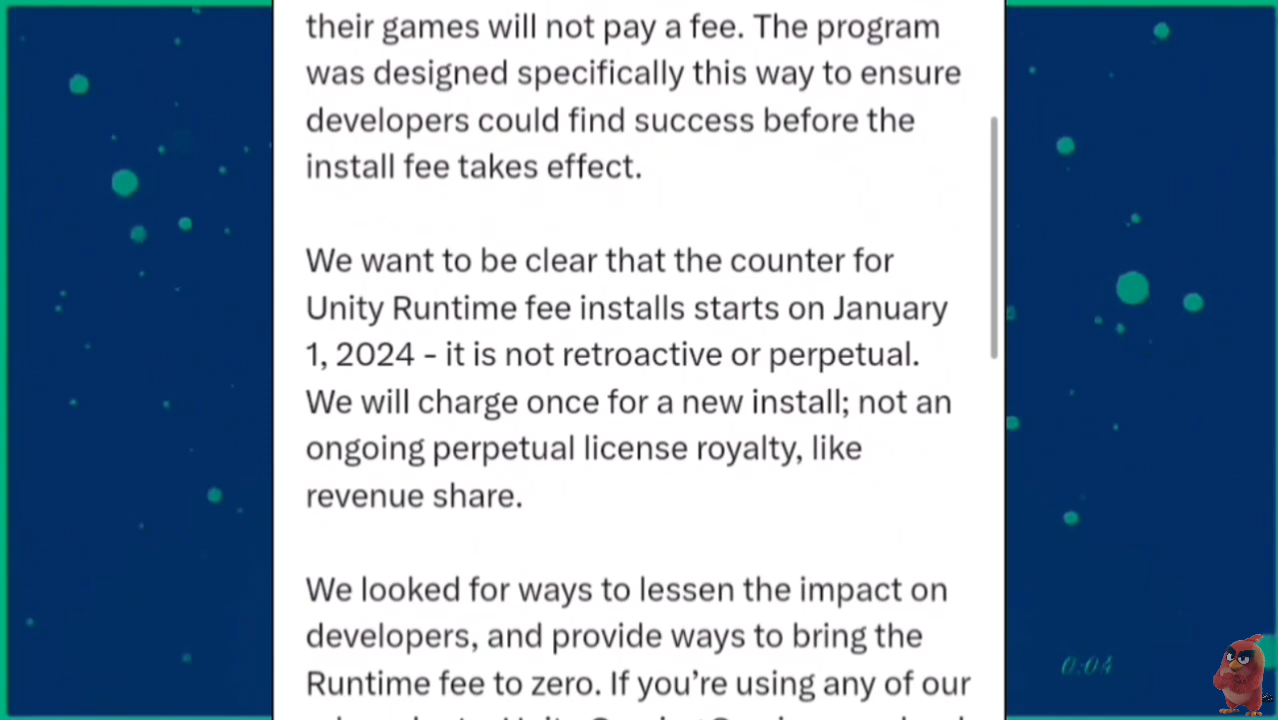 their games will not pay a fee. The program
was designed specifically this way to ensure
developers could find success before the
install fee takes effect.
We want to be clear that the counter for
Unity Runtime fee installs starts on January
1, 2024 - it is not retroactive or perpetual.
We will charge once for a new install; not an
ongoing perpetual license royalty, like
revenue share.
We looked for ways to lessen the impact on
developers, and provide ways to bring the
Runtime fee to zero. If you’re using any of our
0:04